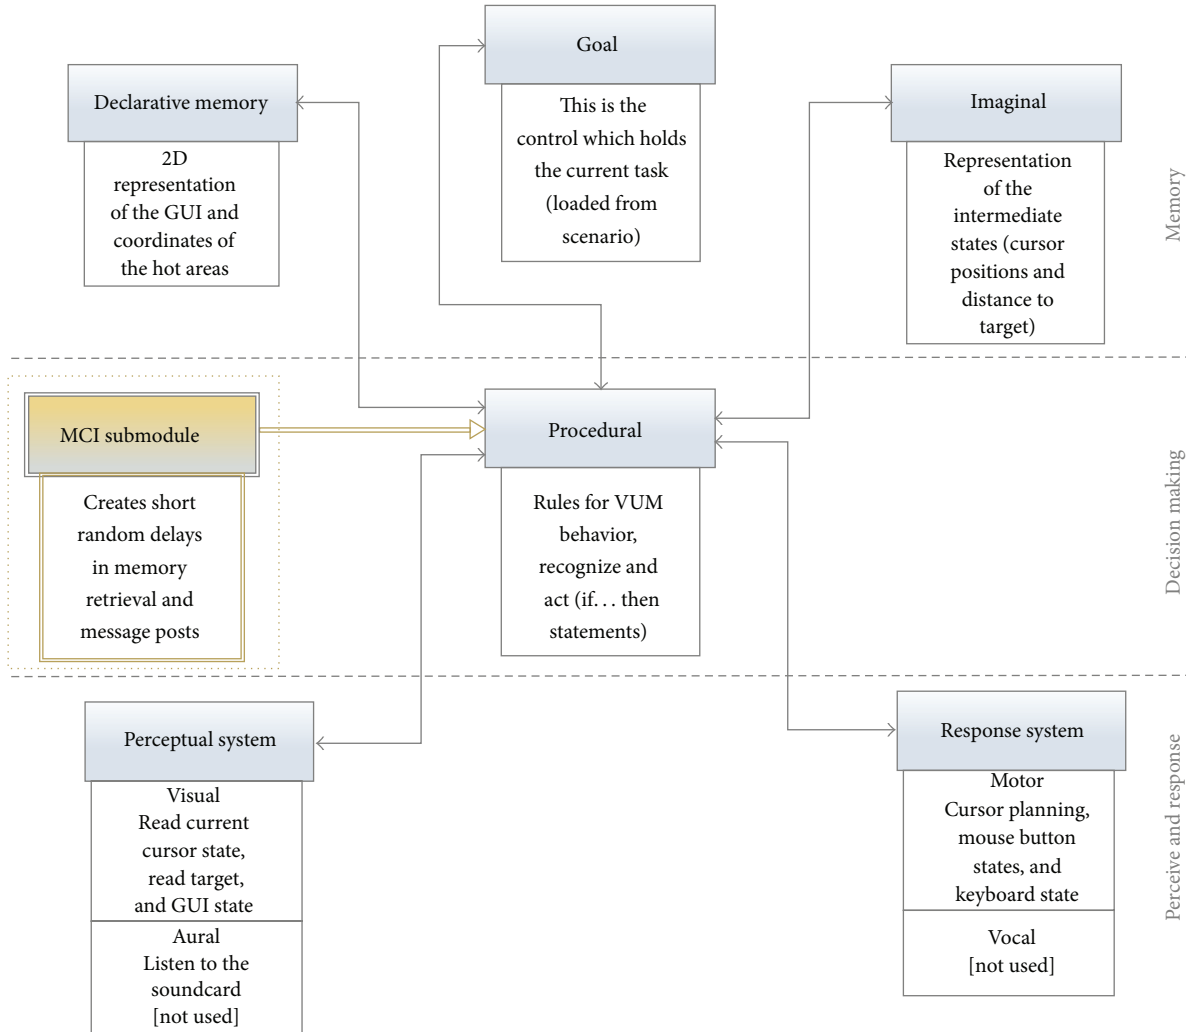 Goal
This is the
control which holds
the current task
(loaded from
scenario)
Declarative memory
2D
representation
of the GUI and
coordinates of
the hot areas
Imaginal
Representation
of the
intermediate
states (cursor
positions and
distance to
target)
Memory
MCI submodule
Creates short
random delays
in memory
retrieval and
message posts
Procedural
Rules for VUM
behavior,
recognize and
act (if… then
statements)
Decision making
Perceptual system
Visual
Read current
cursor state,
read target,
and GUI state
Aural
Listen to the
soundcard
[not used]
Response system
Motor
Cursor planning,
mouse button
states, and
keyboard state
Vocal
[not used]
Perceive and response